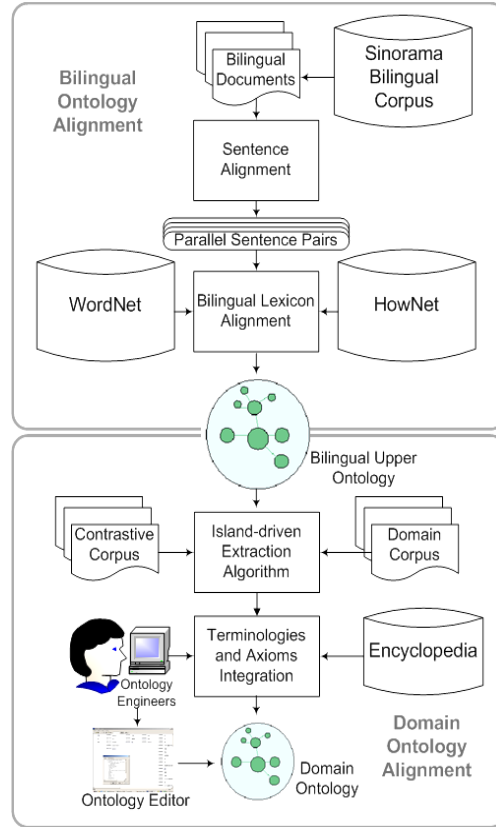 Bilingual
Ontology
Alignment
Bilingual
Documents
Sinorama
Bilingual
Corpus
Sentence
Alignment
Parallel Sentence Pairs
WordNet
Bilingual Lexicon
Alignment
HowNet
Bilingual Upper
Ontology
Contrastive
Corpus
Island-driven
Extraction
Algorithm
Domain
Corpus
Ontology
Engineers
Terminologies
and Axioms
Integration
Encyclopedia
Ontology Editor
Domain
Ontology
Domain
Ontology
Alignment